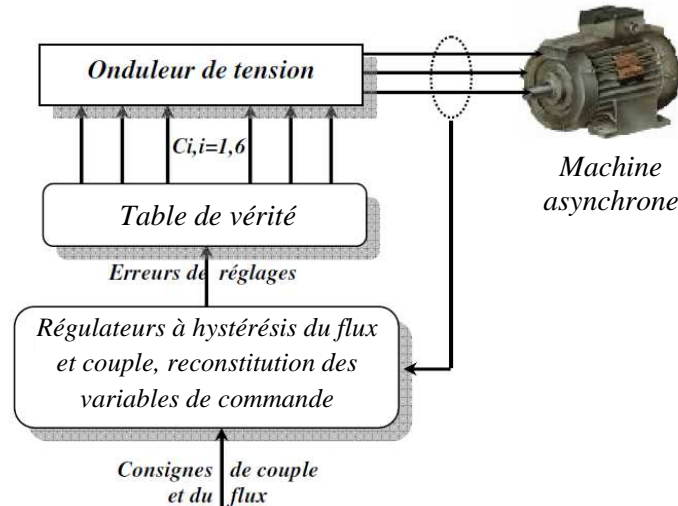 Onduleur de tension
Ci,i=1,6
Machine
asynchrone
Table de vérité
Erreurs de réglages
Régulateurs à hystérésis du flux
et couple, reconstitution des
variables de commande
Consignes de couple
et du flux